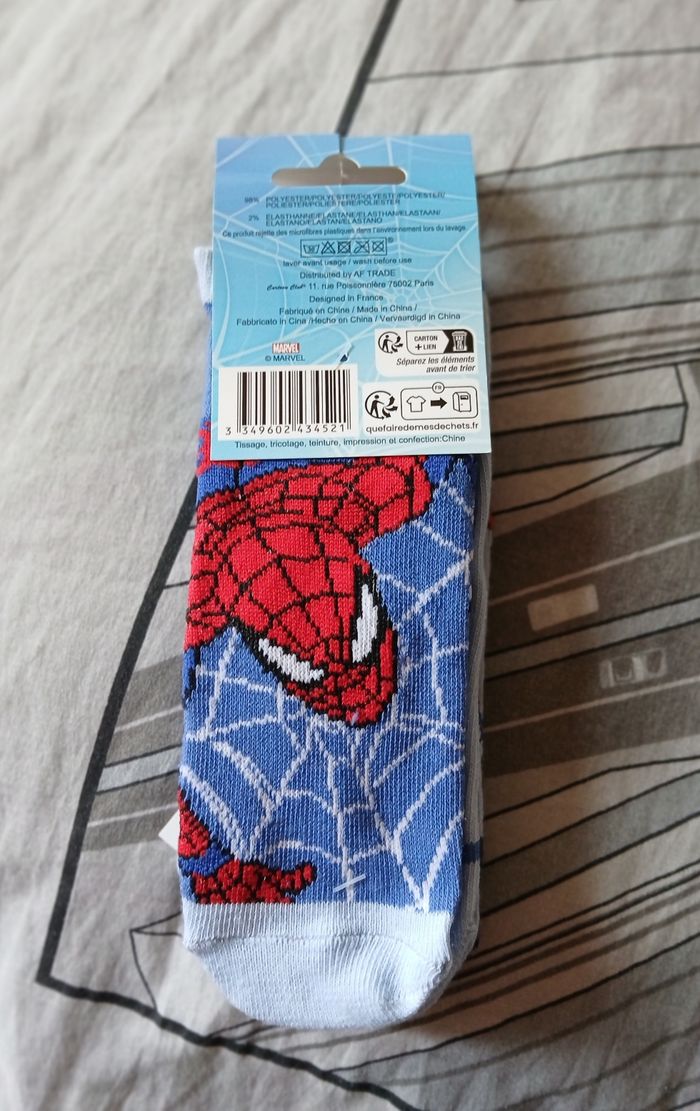 98% POLYESTER/POLYESTER/POLYESTER/POLYESTER/
POLIESTER/POLIESTERE/POLIESTER
2% ELASTHANNE/ELASTANE/ELASTHAN/ELASTAAN/
ELASTANO/ELASTAN/ELASTANO
Ce produit rejette des microfibres plastiques dans l'environnement lors du lavage
laver avant usage / wash before use
Distributed by AF TRADE
Cartoon Club® 11, rue Poissonnière 75002 Paris
Designed in France
Fabriqué en Chine / Made in China /
Fabbricato in Cina /Hecho en China / Vervaardigd in China
MARVEL
© MARVEL
CARTON
+ LIEN
Séparez les éléments
avant de trier
FR
3 349602 434521
quefairedemesdechets.fr
Tissage, tricotage, teinture, impression et confection:Chine